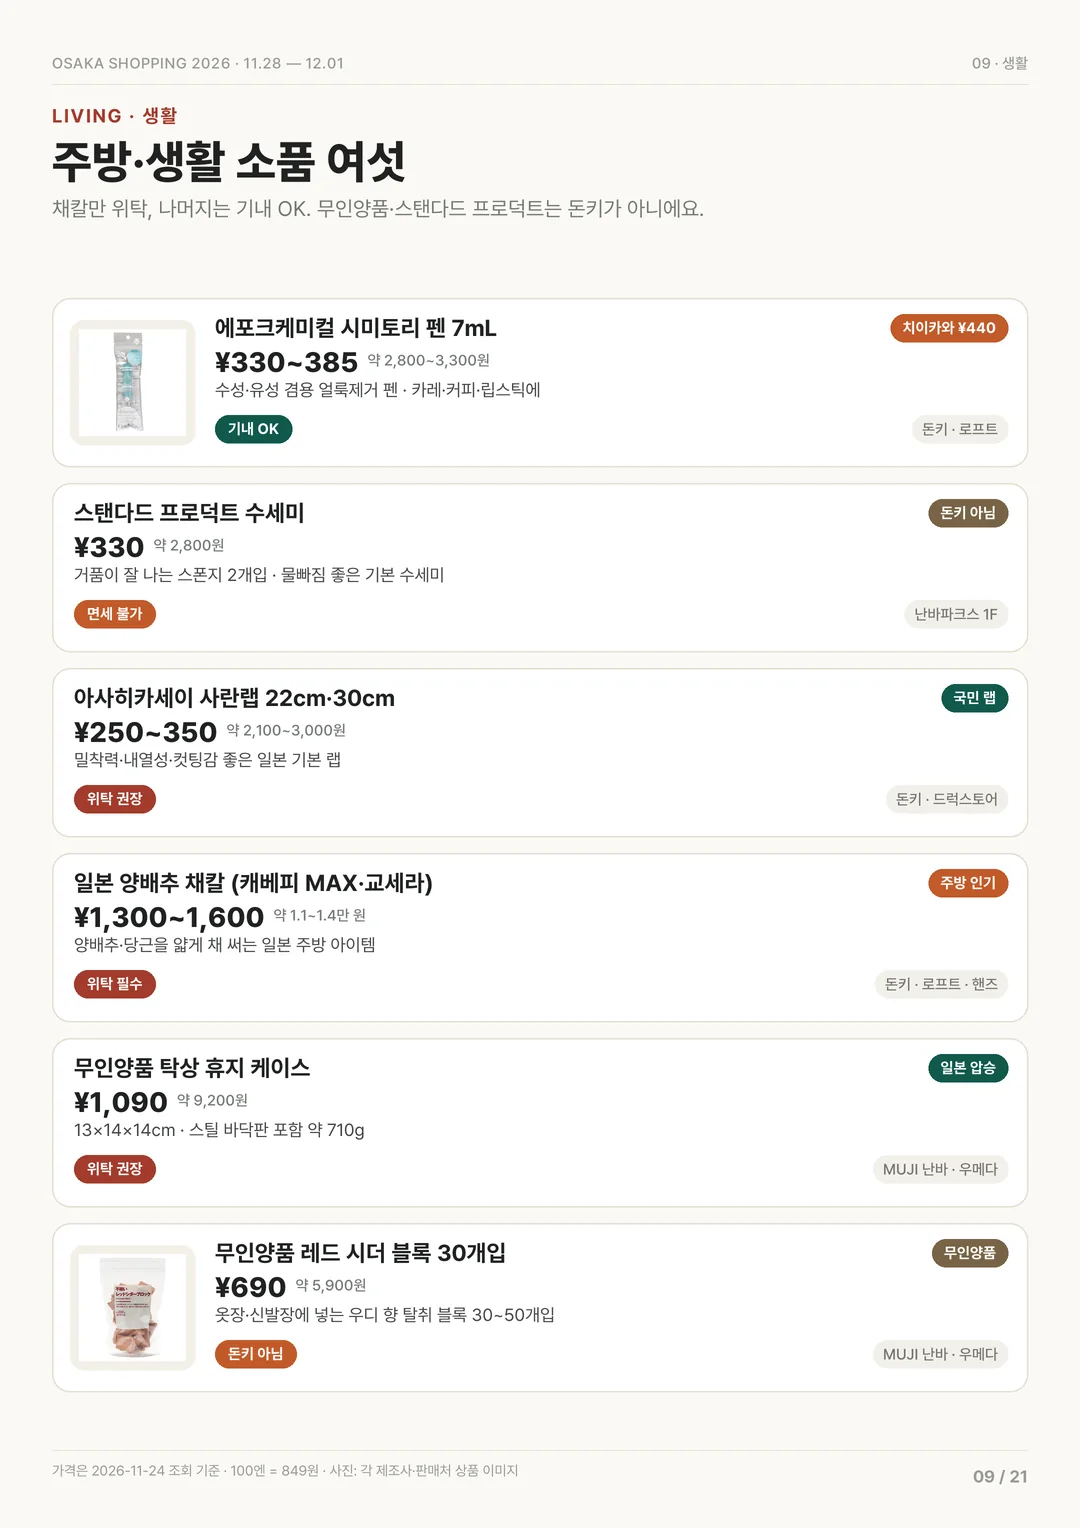 OSAKA SHOPPING 2026 · 11.28 — 12.01
09 · 생활
LIVING · 생활
주방·생활 소품 여섯
채칼만 위탁, 나머지는 기내 OK. 무인양품·스탠다드 프로덕트는 돈키가 아니에요.
에포크케미컬 시미토리 펜 7mL
치이카와 ¥440
¥330~385 약 2,800~3,300원
수성·유성 겸용 얼룩제거 펜 · 카레·커피·립스틱에
기내 OK
돈키 · 로프트
스탠다드 프로덕트 수세미
돈키 아님
¥330 약 2,800원
거품이 잘 나는 스폰지 2개입 · 물빠짐 좋은 기본 수세미
면세 불가
난바파크스 1F
아사히카세이 사란랩 22cm·30cm
국민 랩
¥250~350 약 2,100~3,000원
밀착력·내열성·컷팅감 좋은 일본 기본 랩
위탁 권장
돈키 · 드럭스토어
일본 양배추 채칼 (캐베피 MAX·교세라)
주방 인기
¥1,300~1,600 약 1.1~1.4만 원
양배추·당근을 얇게 채 써는 일본 주방 아이템
위탁 필수
돈키 · 로프트 · 핸즈
무인양품 탁상 휴지 케이스
일본 압승
¥1,090 약 9,200원
13×14×14cm · 스틸 바닥판 포함 약 710g
위탁 권장
MUJI 난바 · 우메다
무인양품 레드 시더 블록 30개입
무인양품
¥690 약 5,900원
옷장·신발장에 넣는 우디 향 탈취 블록 30~50개입
돈키 아님
MUJI 난바 · 우메다
レッドシダーブロック
가격은 2026-11-24 조회 기준 · 100엔 = 849원 · 사진: 각 제조사·판매처 상품 이미지
09 / 21